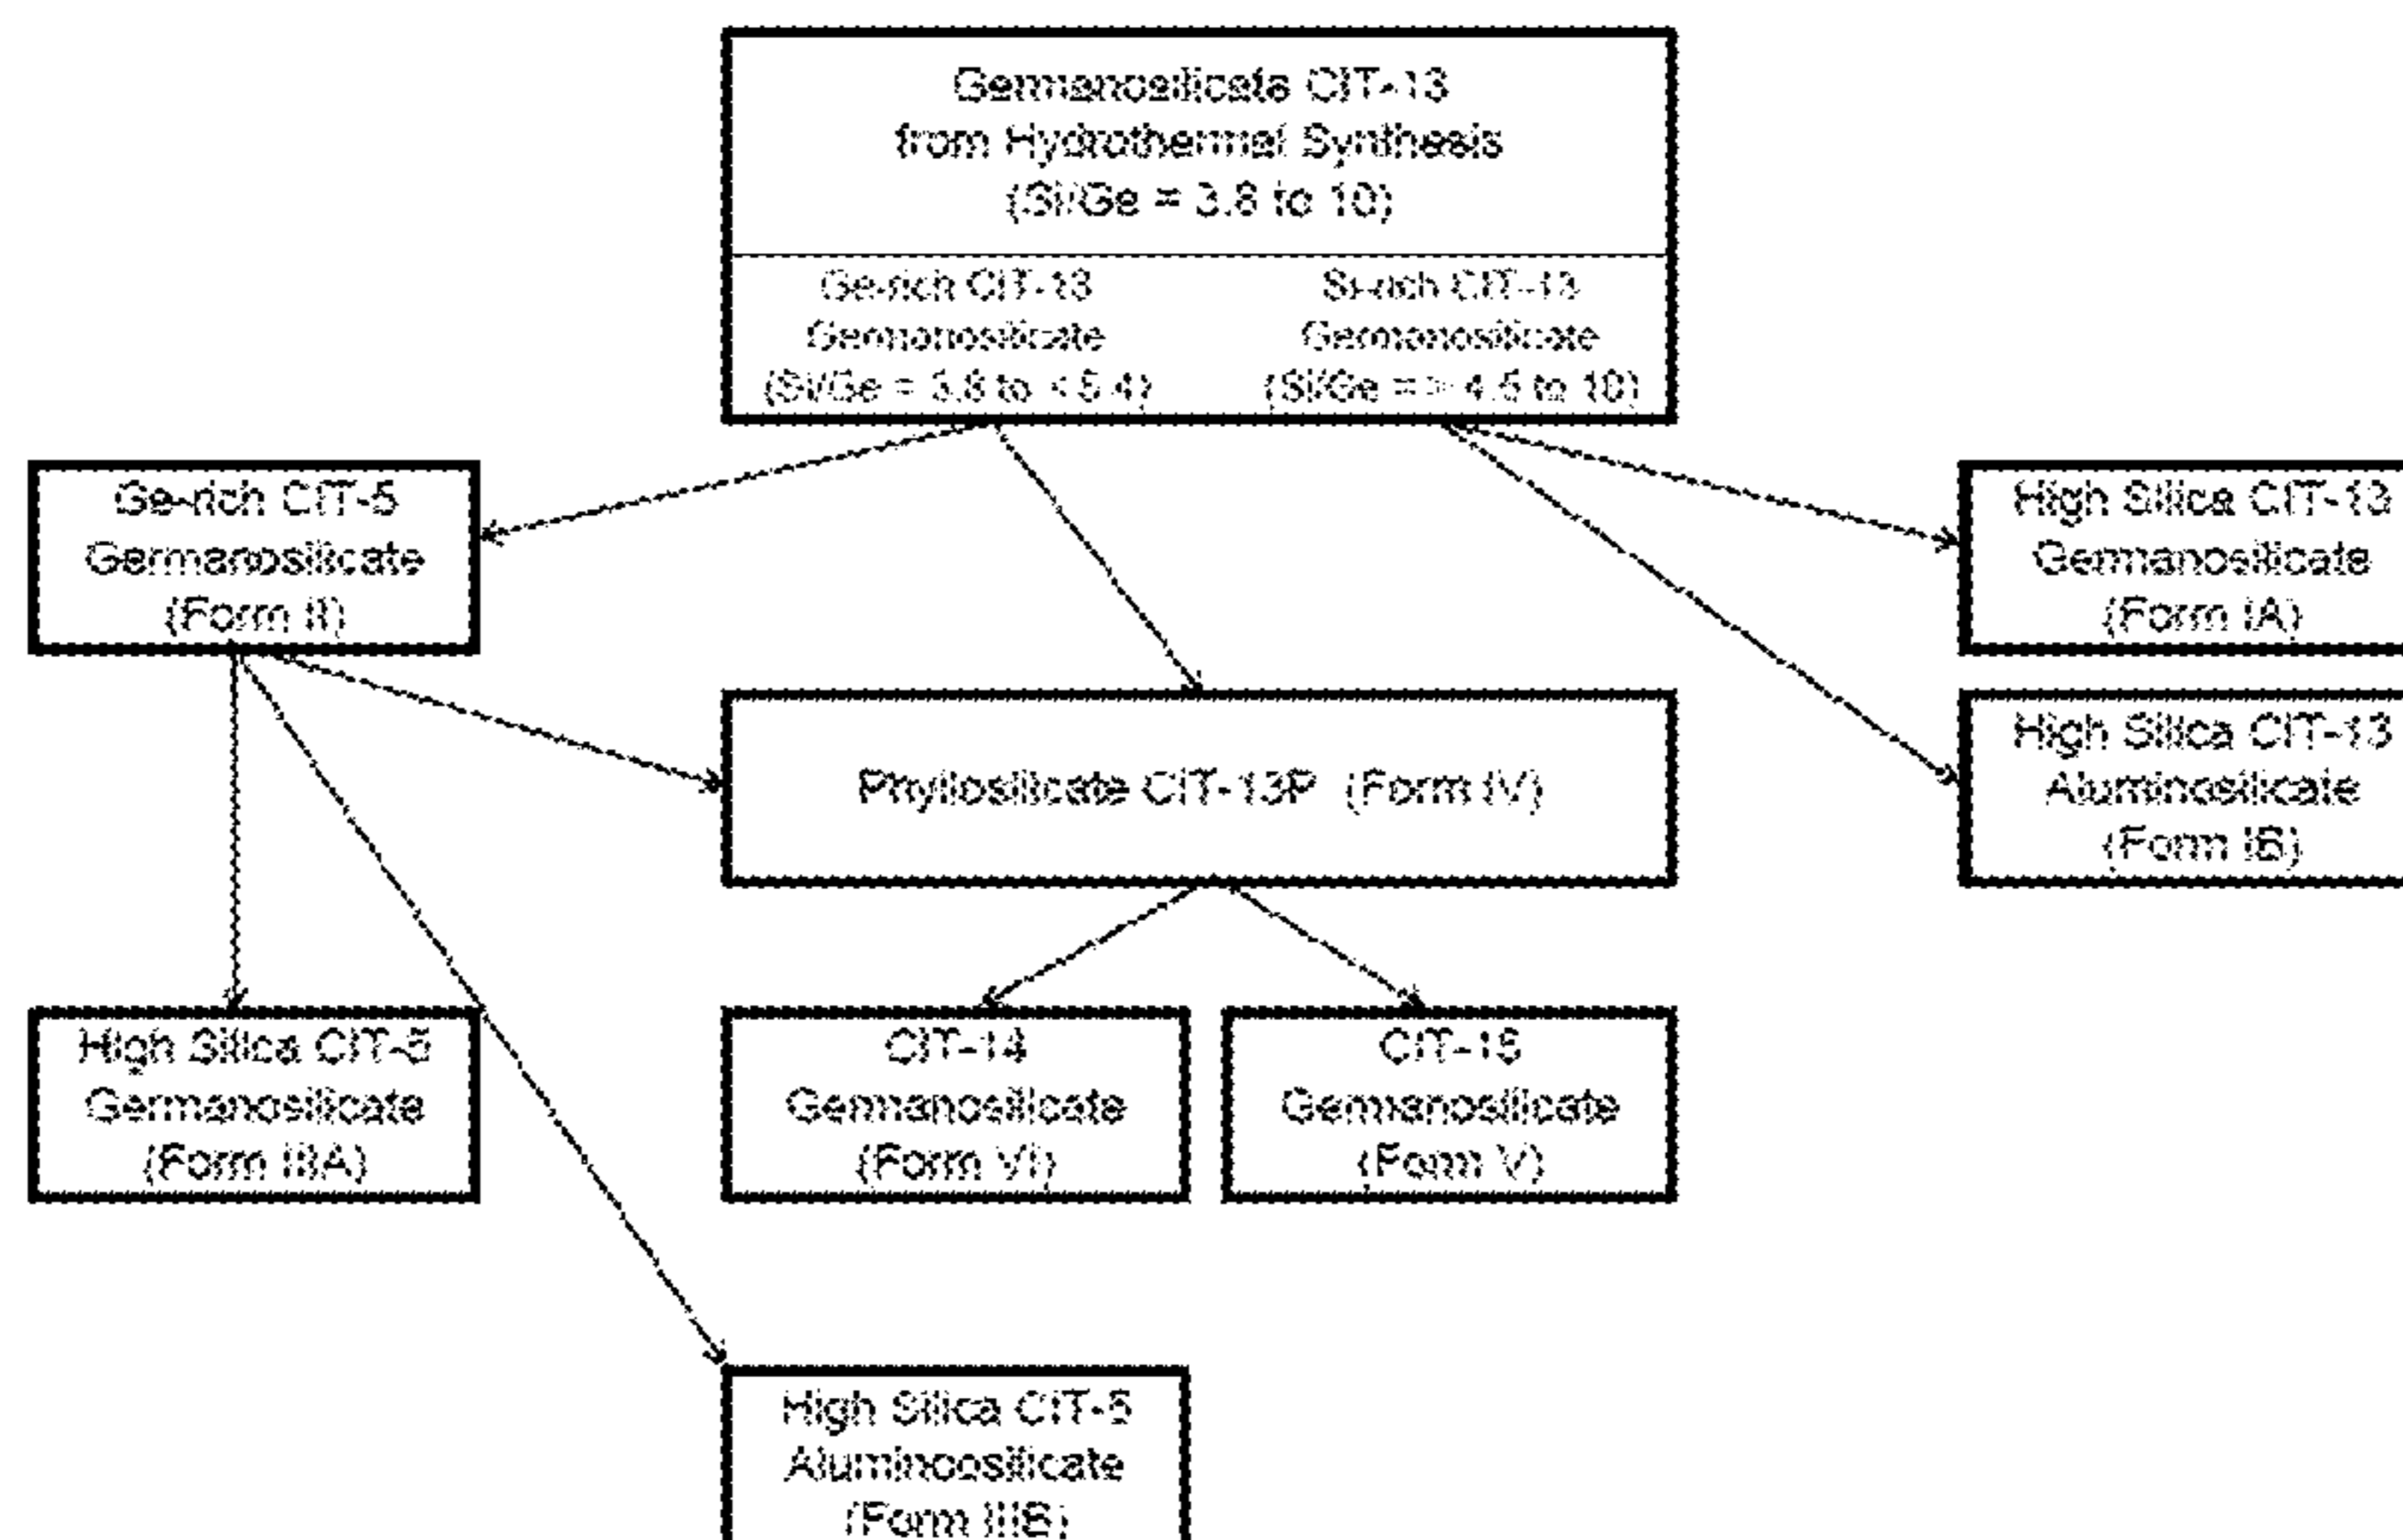 Germanosilicate CIT-13
from Hydrothermal Synthesis
(Si/Ge = 3.8 to 10)
Ge-rich CIT-13
Germanosilicate
(Si/Ge = 3.8 to <5.4)
Si-rich CIT-13
Germanosilicate
(Si/Ge => 4.5 to 10)
Ge-rich CIT-5
Germanosilicate
(Form II)
High Silica CIT-13
Germanosilicate
(Form IA)
High Silica CIT-13
Aluminosilicate
(Form IB)
Phyllosilicate CIT-13P (Form IV)
High Silica CIT-5
Germanosilicate
(Form IIIA)
CIT-14
Germanosilicate
(Form VI)
CIT-15
Germanosilicate
(Form V)
High Silica CIT-5
Aluminoosilicate
(Form IIIB)